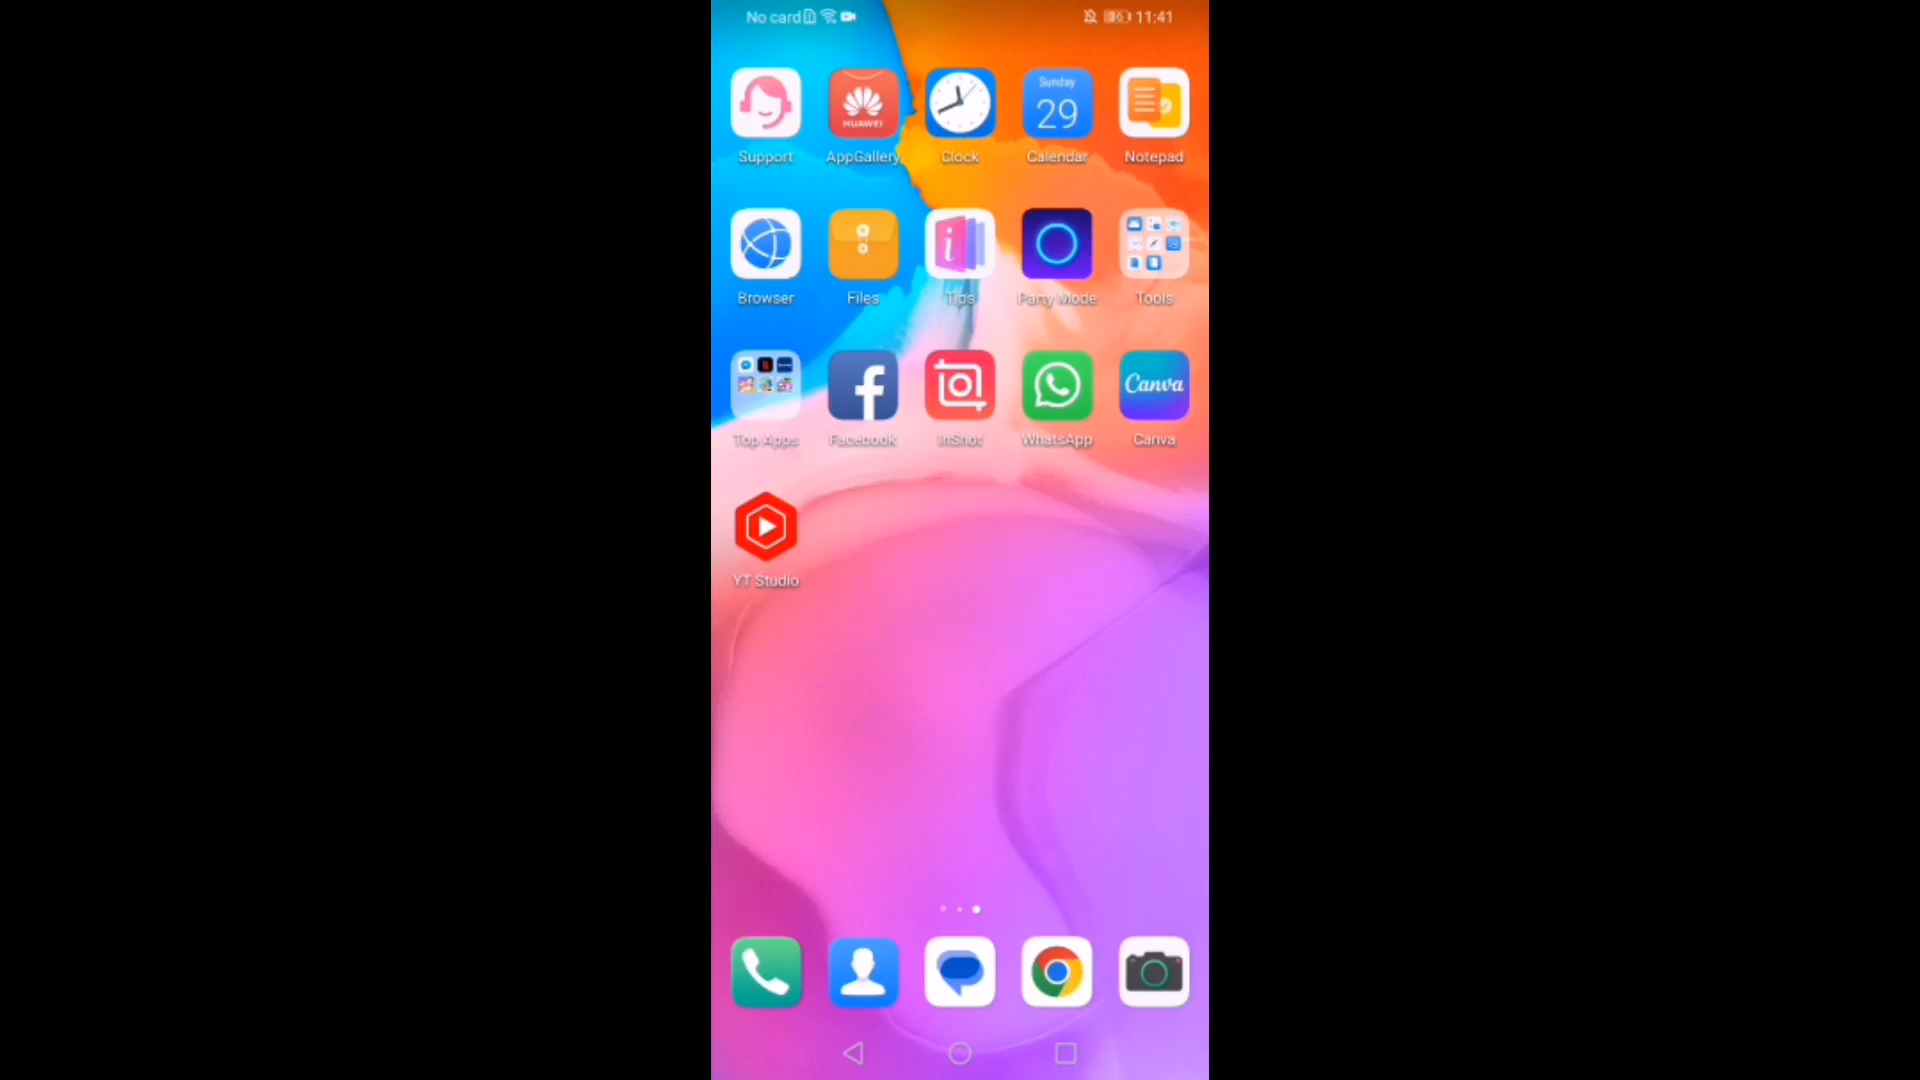 No card 11:41
Support HUAWEI AppGallery Clock Sunday 29 Calendar Notepad
Browser Files Tips Party Mode Tools
Top Apps Facebook InShot WhatsApp Canva Canva
YT Studio